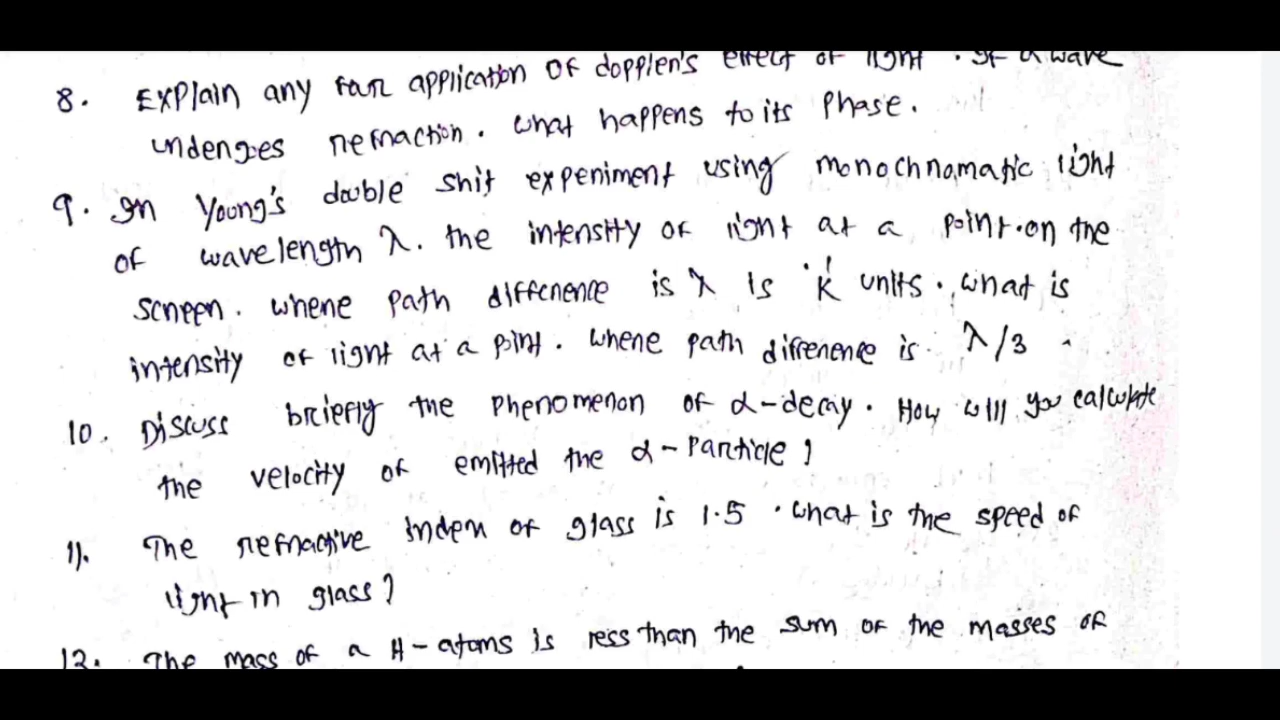 8. Explain any four application of doppler's effect of light. If a wave
undergoes refraction. what happens to its phase.
9. In Young's double shit experiment using monochromatic light
of wavelength λ. the intensity of light at a point.on the
screen. where path difference is λ is 'K' units. what is
intensity of light at a pint. where path difference is λ/3
10. Discuss briefly the phenomenon of α-decay. How will you calculate
the velocity of emitted the α-particle?
11. The refractive index of glass is 1.5. what is the speed of
light in glass?
12. The mass of a H-atoms is less than the sum of the masses of